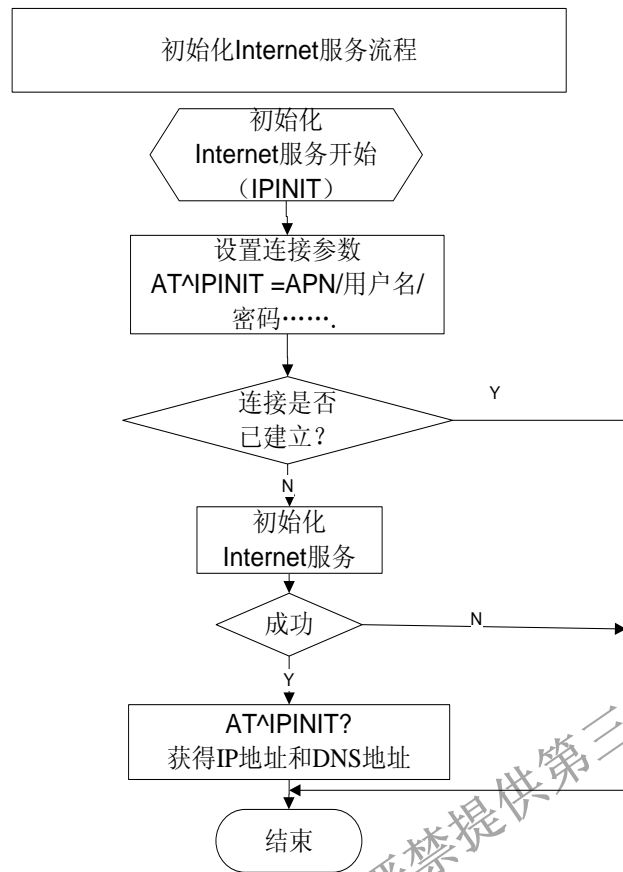 初始化Internet服务流程
初始化
Internet服务开始
（IPINIT）
设置连接参数
AT^IPINIT =APN/用户名/
密码…….
连接是否
已建立？
Y
N
初始化
Internet服务
成功
N
Y
AT^IPINIT?
获得IP地址和DNS地址
结束
严禁提供第三